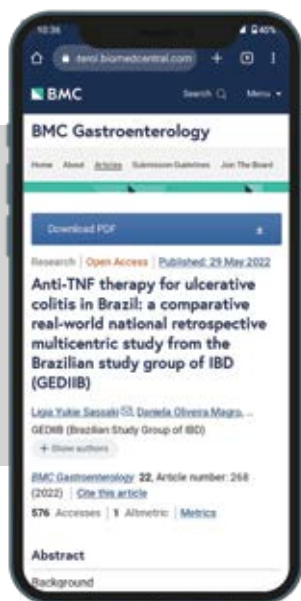 10:36
40%
terol.biomedcentral.com
BMC
Search
Menu
BMC Gastroenterology
Home About Articles Submission Guidelines Join The Board
Download PDF
Research | Open Access | Published: 29 May 2022
Anti-TNF therapy for ulcerative
colitis in Brazil: a comparative
real-world national retrospective
multicentric study from the
Brazilian study group of IBD
(GEDIIB)
Ligia Yukie Sassaki, Daniela Oliveira Magro, ...
GEDIIB (Brazilian Study Group of IBD)
+ Show authors
BMC Gastroenterology 22, Article number: 268
(2022) | Cite this article
576 Accesses | 1 Altmetric | Metrics
Abstract
Background